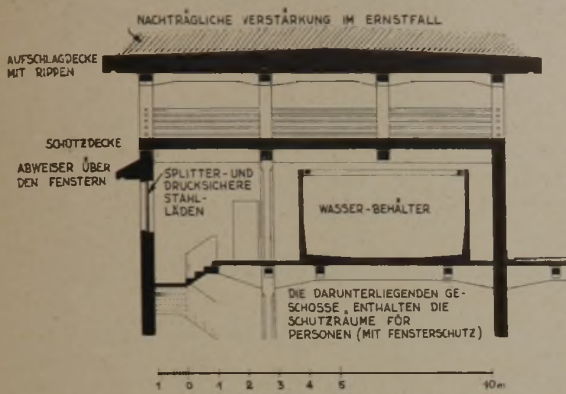 NACHTRÄGLICHE VERSTÄRKUNG IM ERNSTFALL
AUFSCHLAGDECKE
MIT RIPPEN
SCHUTZDECKE
ABWEISER ÜBER
DEN FENSTERN
SPLITTER- UND
DRUCKSICHERE
STAHL-
LÄDEN
WASSER-BEHÄLTER
DIE DARUNTERLIEGENDEN GE-
SCHOSSE ENTHALTEN DIE
SCHUTZRÄUME FÜR
PERSONEN (MIT FENSTERSCHUTZ)
1 0 1 2 3 4 5 10 m